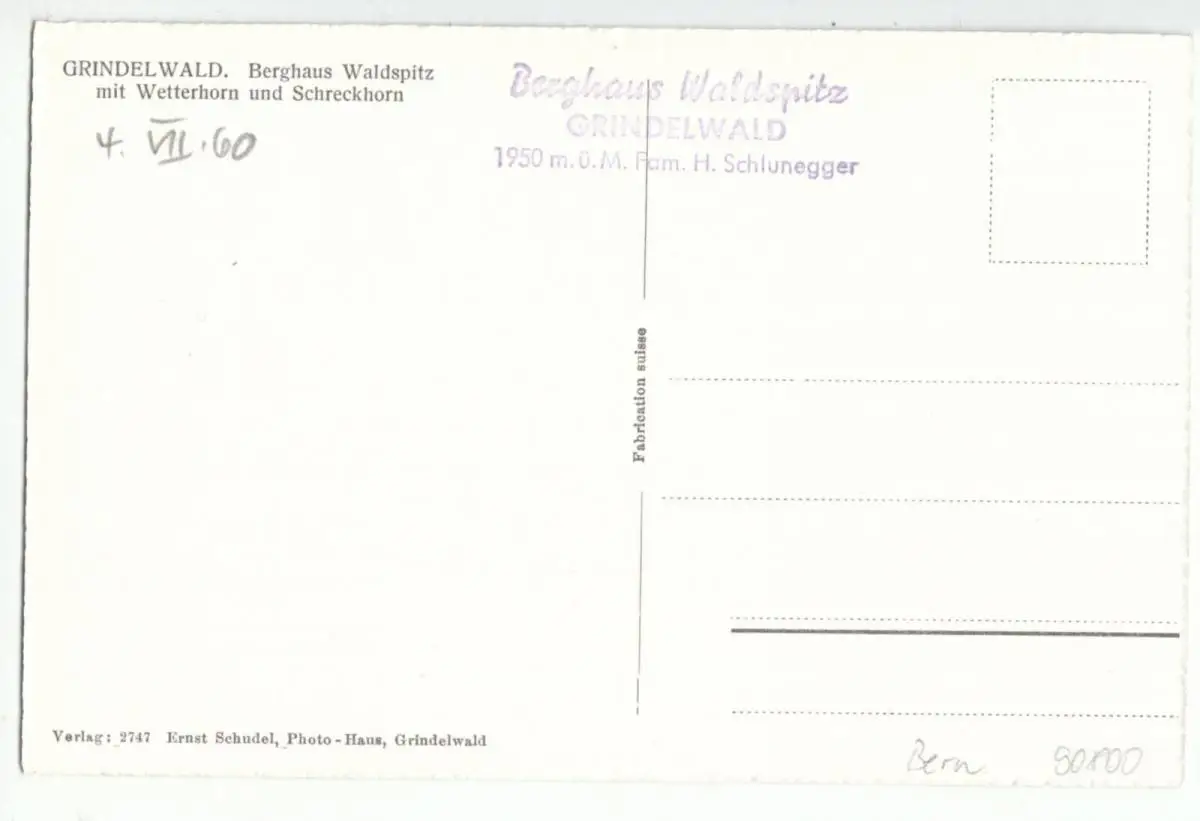 GRINDELWALD. Berghaus Waldspitz
mit Wetterhorn und Schreckhorn
4. VII. 60
Berghaus Waldspitz
GRINDELWALD
1950 m.ü.M. Fam. H. Schlunegger
Fabrication suisse
Verlag: 2747 Ernst Schudel, Photo-Haus, Grindelwald
Bern